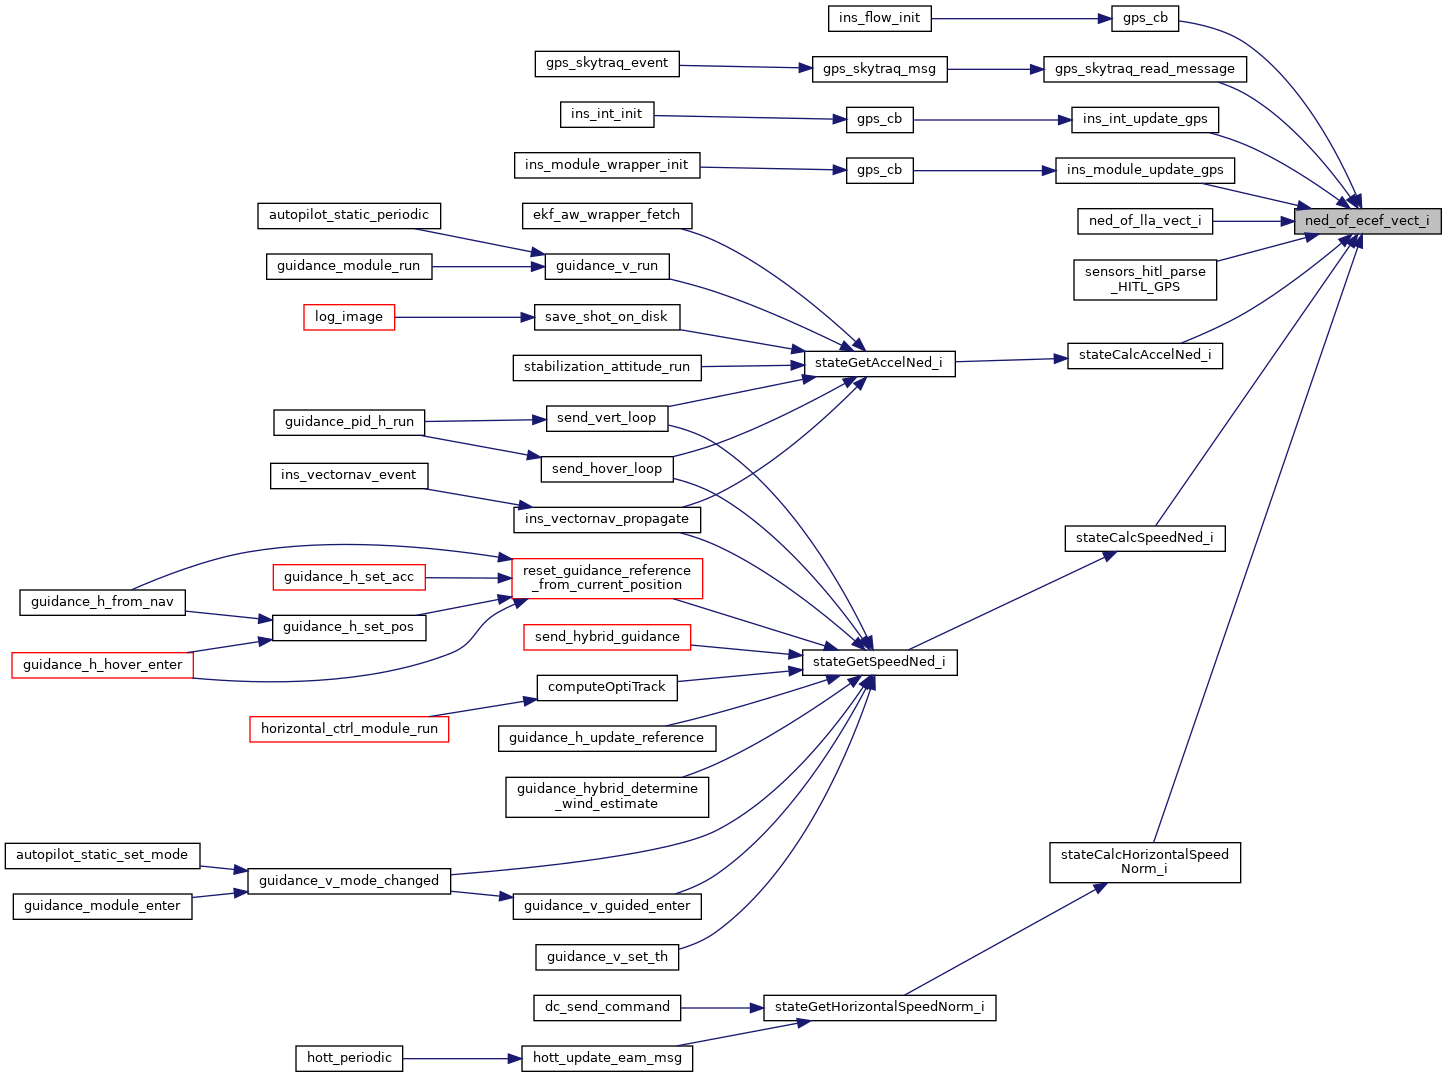 ins_flow_init
gps_cb
gps_skytraq_event
gps_skytraq_msg
gps_skytraq_read_message
ins_int_init
gps_cb
ins_int_update_gps
ins_module_wrapper_init
gps_cb
ins_module_update_gps
autopilot_static_periodic
ekf_aw_wrapper_fetch
ned_of_lla_vect_i
ned_of_ecef_vect_i
guidance_module_run
guidance_v_run
sensors_hitl_parse
_HITL_GPS
log_image
save_shot_on_disk
stabilization_attitude_run
stateGetAccelNed_i
stateCalcAccelNed_i
guidance_pid_h_run
send_vert_loop
send_hover_loop
ins_vectornav_event
ins_vectornav_propagate
stateCalcSpeedNed_i
guidance_h_set_acc
reset_guidance_reference
_from_current_position
guidance_h_from_nav
guidance_h_set_pos
send_hybrid_guidance
guidance_h_hover_enter
stateGetSpeedNed_i
computeOptiTrack
horizontal_ctrl_module_run
guidance_h_update_reference
guidance_hybrid_determine
_wind_estimate
autopilot_static_set_mode
stateCalcHorizontalSpeed
Norm_i
guidance_v_mode_changed
guidance_module_enter
guidance_v_guided_enter
guidance_v_set_th
dc_send_command
stateGetHorizontalSpeedNorm_i
hott_periodic
hott_update_eam_msg